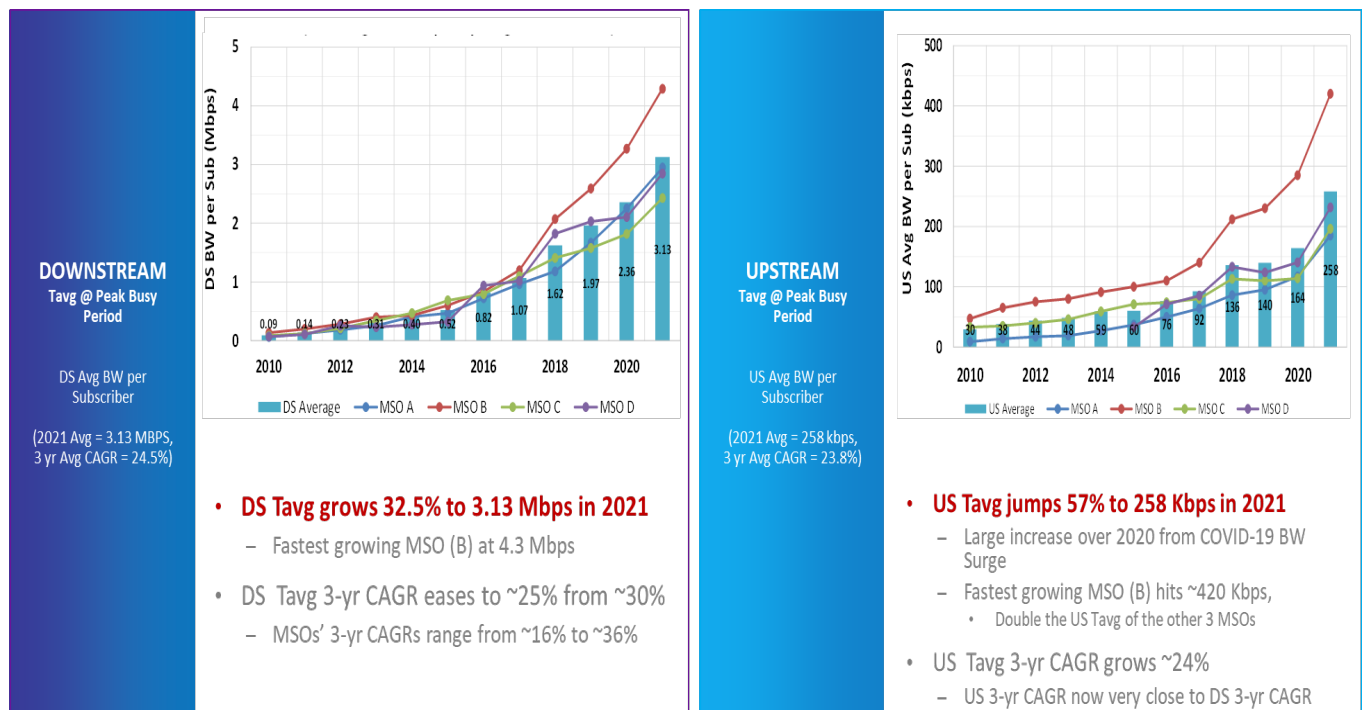 DOWNSTREAM
Tavg @ Peak Busy
Period
DS Avg BW per
Subscriber
(2021 Avg = 3.13 MBPS,
3 yr Avg CAGR = 24.5%)
DS BW per Sub (Mbps)
5
4
3
2
1
0
0.09 0.14 0.23 0.31 0.40 0.52 0.82 1.07 1.62 1.97 2.36 3.13
2010 2012 2014 2016 2018 2020
DS Average MSO A MSO B MSO C MSO D
• DS Tavg grows 32.5% to 3.13 Mbps in 2021
– Fastest growing MSO (B) at 4.3 Mbps
• DS Tavg 3-yr CAGR eases to ~25% from ~30%
– MSOs’ 3-yr CAGRs range from ~16% to ~36%
UPSTREAM
Tavg @ Peak Busy
Period
US Avg BW per
Subscriber
(2021 Avg = 258 kbps,
3 yr Avg CAGR = 23.8%)
US Avg BW per Sub (kbps)
500
400
300
200
100
0
30 38 44 48 59 60 76 92 136 140 164 258
2010 2012 2014 2016 2018 2020
US Average MSO A MSO B MSO C MSO D
• US Tavg jumps 57% to 258 Kbps in 2021
– Large increase over 2020 from COVID-19 BW
Surge
– Fastest growing MSO (B) hits ~420 Kbps,
• Double the US Tavg of the other 3 MSOs
• US Tavg 3-yr CAGR grows ~24%
– US 3-yr CAGR now very close to DS 3-yr CAGR